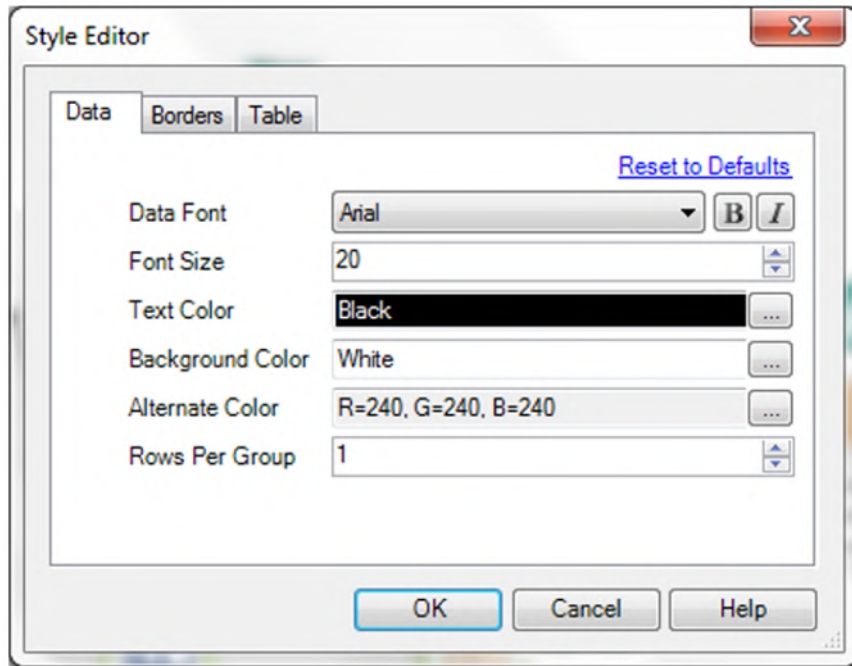 Style Editor
Data Borders Table
Reset to Defaults
Data Font Arial B I
Font Size 20
Text Color Black ...
Background Color White ...
Alternate Color R=240, G=240, B=240 ...
Rows Per Group 1
OK Cancel Help